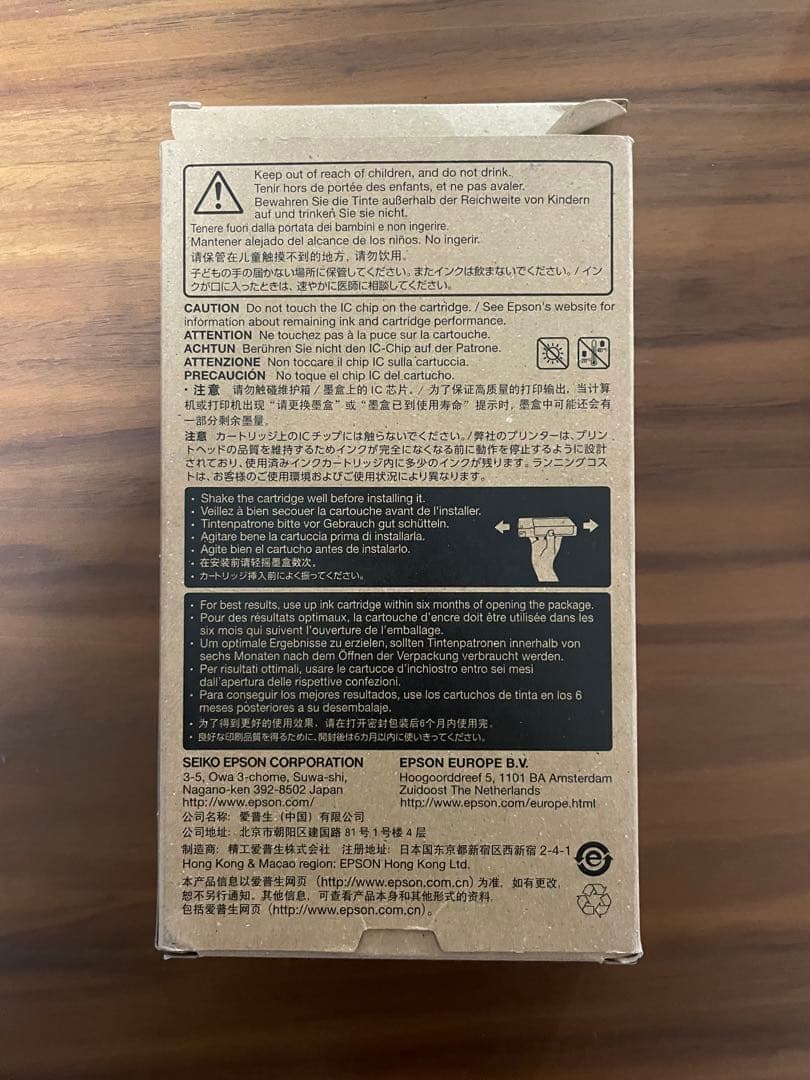 Keep out of reach of children, and do not drink.
Tenir hors de portée des enfants, et ne pas avaler.
Bewahren Sie die Tinte außerhalb der Reichweite von Kindern
auf und trinken Sie sie nicht.
Tenere fuori dalla portata dei bambini e non ingerire.
Mantener alejado del alcance de los niños. No ingerir.
请保管在儿童触摸不到的地方，请勿饮用。
子どもの手の届かない場所に保管してください。またインクは飲まないでください。/ イン
クが口に入ったときは、速やかに医師に相談してください。
CAUTION Do not touch the IC chip on the cartridge. / See Epson's website for
information about remaining ink and cartridge performance.
ATTENTION Ne touchez pas à la puce sur la cartouche.
ACHTUN Berühren Sie nicht den IC-Chip auf der Patrone.
ATTENZIONE Non toccare il chip IC sulla cartuccia.
PRECAUCIÓN No toque el chip IC del cartucho.
・注意 请勿触碰维护箱 / 墨盒上的 IC 芯片。/ 为了保证高质量的打印输出，当计算
机或打印机出现“请更换墨盒”或“墨盒已到使用寿命”提示时，墨盒中可能还会有
一部分剩余墨量。
注意 カートリッジ上のICチップには触らないでください。/弊社のプリンターは、プリン
トヘッドの品質を維持するためインクが完全になくなる前に動作を停止するように設計
されており、使用済みインクカートリッジ内に多少のインクが残ります。ランニングコス
トは、お客様のご使用環境およびご使用状況により異なります。
・Shake the cartridge well before installing it.
・Veillez à bien secouer la cartouche avant de l'installer.
・Tintenpatrone bitte vor Gebrauch gut schütteln.
・Agitare bene la cartuccia prima di installarla.
・Agite bien el cartucho antes de instalarlo.
・在安装前请轻摇墨盒数次。
・カートリッジ挿入前によく振ってください。
・For best results, use up ink cartridge within six months of opening the package.
・Pour des résultats optimaux, la cartouche d'encre doit être utilisée dans les
six mois qui suivent l'ouverture de l'emballage.
・Um optimale Ergebnisse zu erzielen, sollten Tintenpatronen innerhalb von
sechs Monaten nach dem Öffnen der Verpackung verbraucht werden.
・Per risultati ottimali, usare le cartucce d'inchiostro entro sei mesi
dall'apertura delle rispettive confezioni.
・Para conseguir los mejores resultados, use los cartuchos de tinta en los 6
meses posteriores a su desembalaje.
・为了得到更好的使用效果，请在打开密封包装后6个月内使用完。
・良好な印刷品質を得るために、開封後は6カ月以内に使いきってください。
SEIKO EPSON CORPORATION
3-5, Owa 3-chome, Suwa-shi,
Nagano-ken 392-8502 Japan
http://www.epson.com/
EPSON EUROPE B.V.
Hoogoorddreef 5, 1101 BA Amsterdam
Zuidoost The Netherlands
http://www.epson.com/europe.html
公司名称：爱普生（中国）有限公司
公司地址：北京市朝阳区建国路 81 号 1 号楼 4 层
制造商：精工爱普生株式会社 注册地址：日本国东京都新宿区西新宿 2-4-1
Hong Kong & Macao region: EPSON Hong Kong Ltd.
本产品信息以爱普生网页（http://www.epson.com.cn）为准，如有更改，
恕不另行通知。其他信息，可查看产品本身和其他形式的资料，
包括爱普生网页（http://www.epson.com.cn）。
e